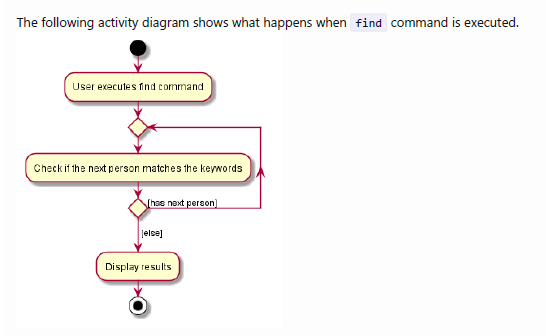 The following activity diagram shows what happens when find command is executed.
User executes find command
Check if the next person matches the keywords
[has next person]
[else]
Display results